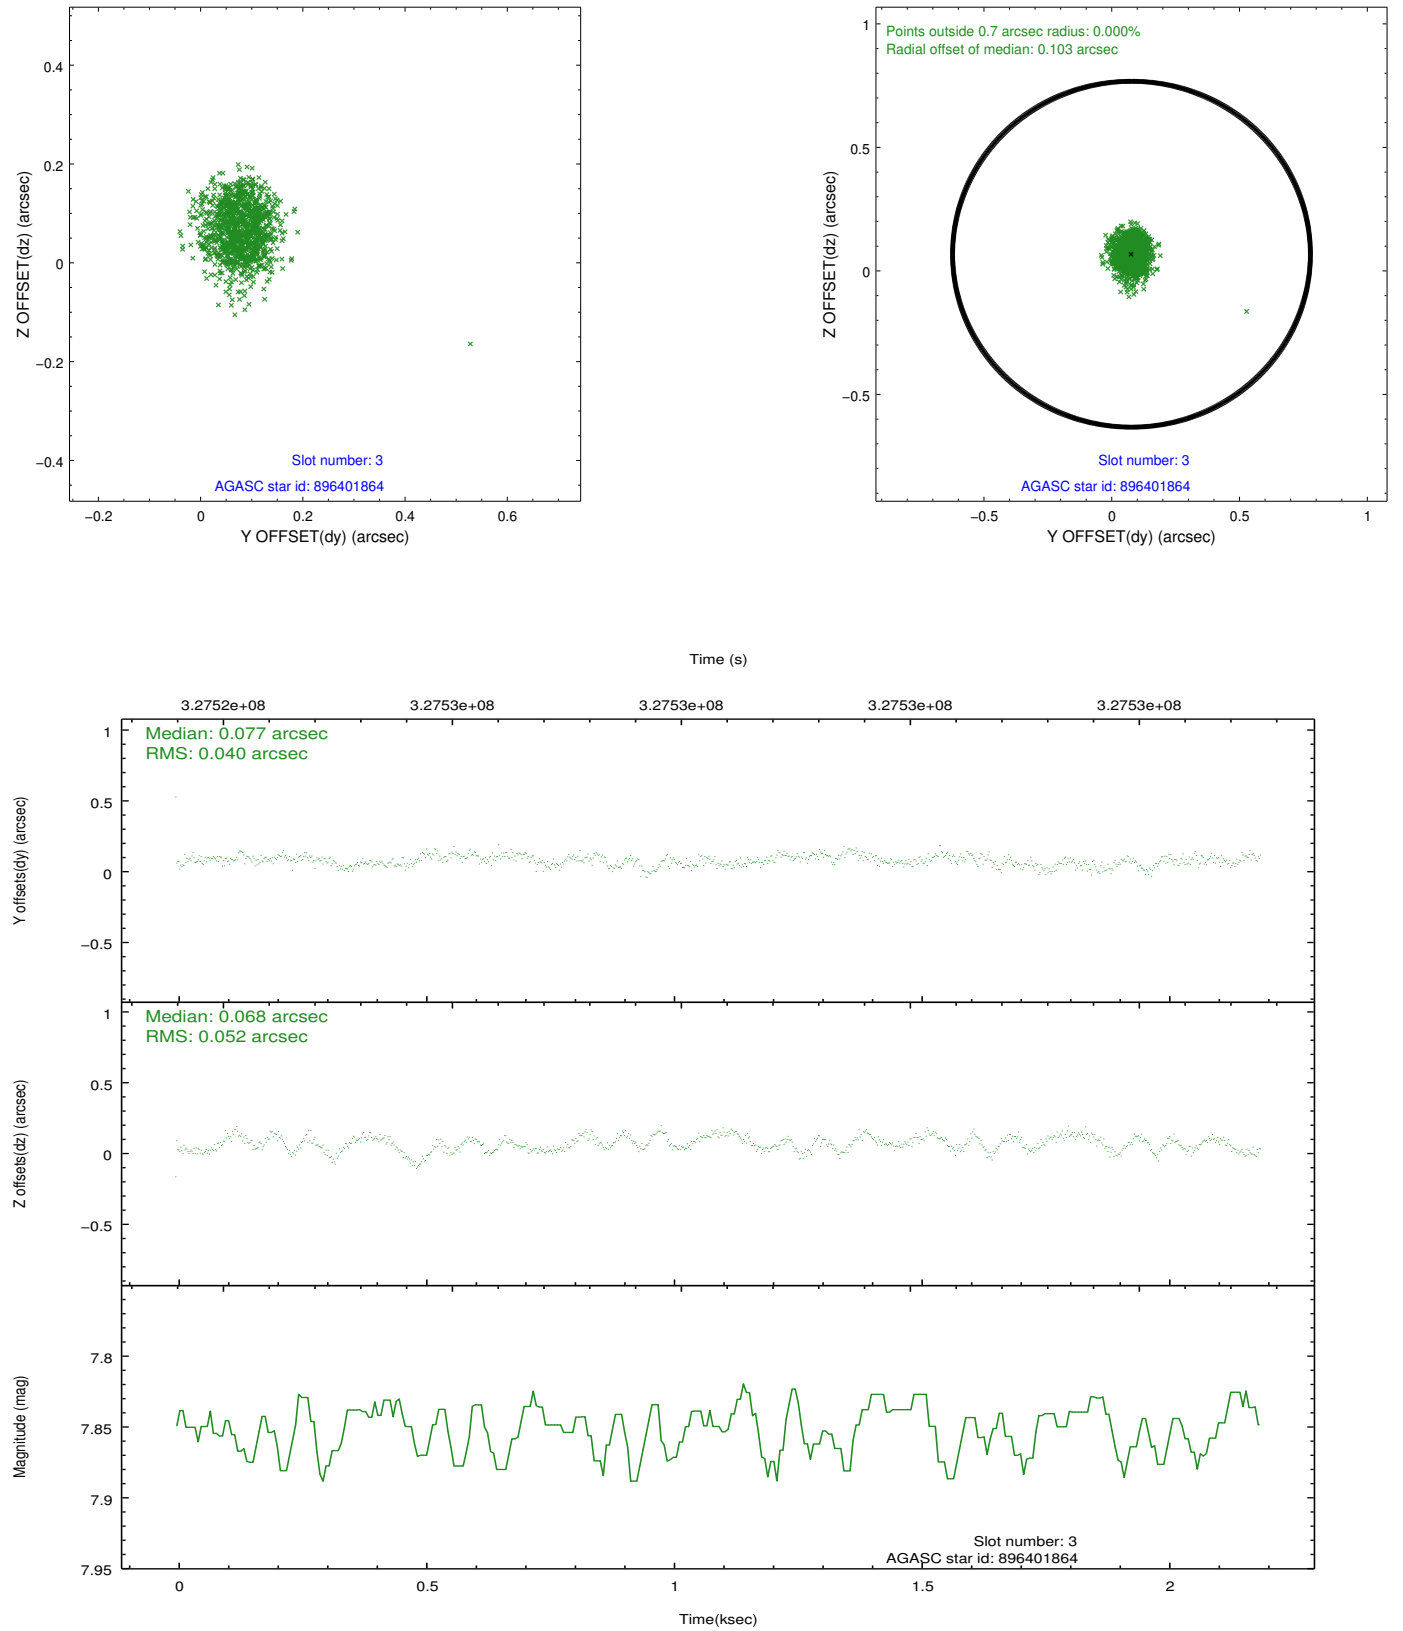 0.4
0.2
0
−0.2
−0.4
Z OFFSET(dz) (arcsec)
Slot number: 3
AGASC star id: 896401864
−0.2 0 0.2 0.4 0.6
Y OFFSET(dy) (arcsec)
Points outside 0.7 arcsec radius: 0.000%
Radial offset of median: 0.103 arcsec
1
0.5
0
−0.5
Z OFFSET(dz) (arcsec)
Slot number: 3
AGASC star id: 896401864
−0.5 0 0.5 1
Y OFFSET(dy) (arcsec)
Time (s)
3.2752e+08 3.2753e+08 3.2753e+08 3.2753e+08 3.2753e+08
Median: 0.077 arcsec
RMS: 0.040 arcsec
1
0.5
0
−0.5
Y offsets(dy) (arcsec)
Median: 0.068 arcsec
RMS: 0.052 arcsec
1
0.5
0
−0.5
Z offsets(dz) (arcsec)
7.8
7.85
7.9
7.95
Magnitude (mag)
Slot number: 3
AGASC star id: 896401864
0 0.5 1 1.5 2
Time(ksec)